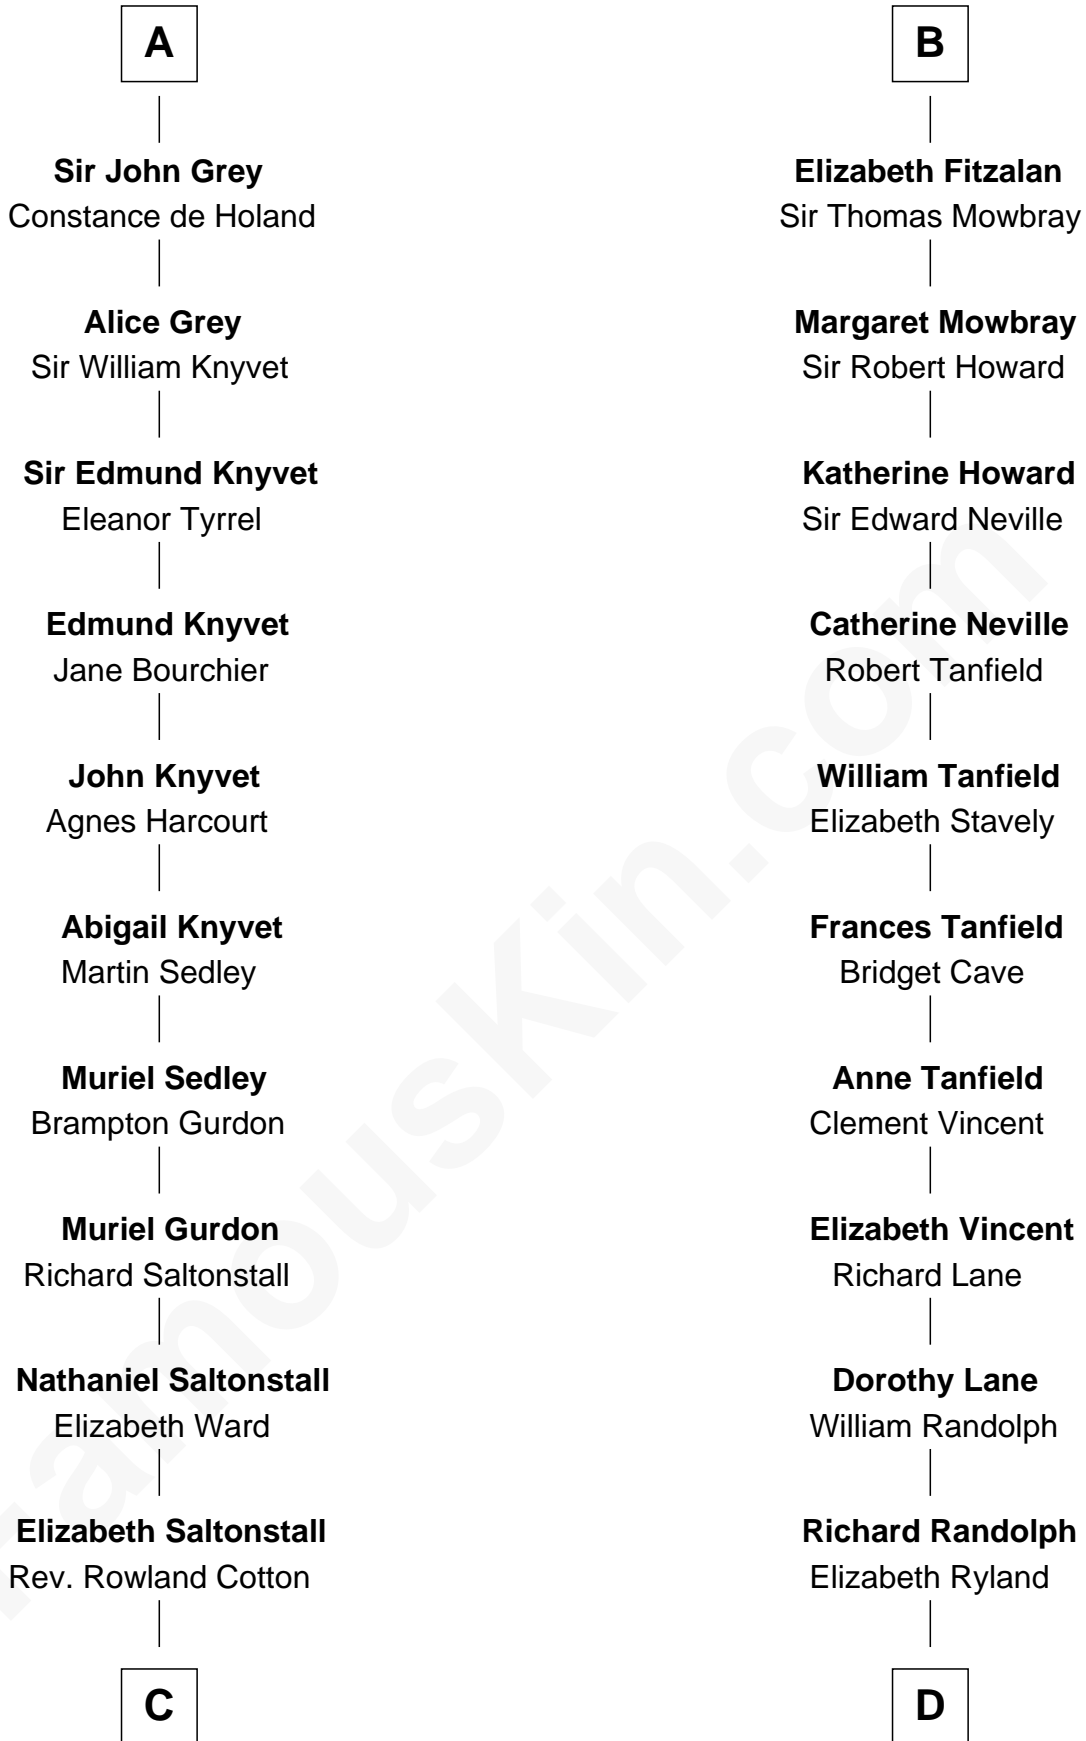 A
Sir John Grey
Constance de Holand
Alice Grey
Sir William Knyvet
Sir Edmund Knyvet
Eleanor Tyrrel
Edmund Knyvet
Jane Bourchier
John Knyvet
Agnes Harcourt
Abigail Knyvet
Martin Sedley
Muriel Sedley
Brampton Gurdon
Muriel Gurdon
Richard Saltonstall
Nathaniel Saltonstall
Elizabeth Ward
Elizabeth Saltonstall
Rev. Rowland Cotton
C
B
Elizabeth Fitzalan
Sir Thomas Mowbray
Margaret Mowbray
Sir Robert Howard
Katherine Howard
Sir Edward Neville
Catherine Neville
Robert Tanfield
William Tanfield
Elizabeth Stavely
Frances Tanfield
Bridget Cave
Anne Tanfield
Clement Vincent
Elizabeth Vincent
Richard Lane
Dorothy Lane
William Randolph
Richard Randolph
Elizabeth Ryland
D
FamousKin.com